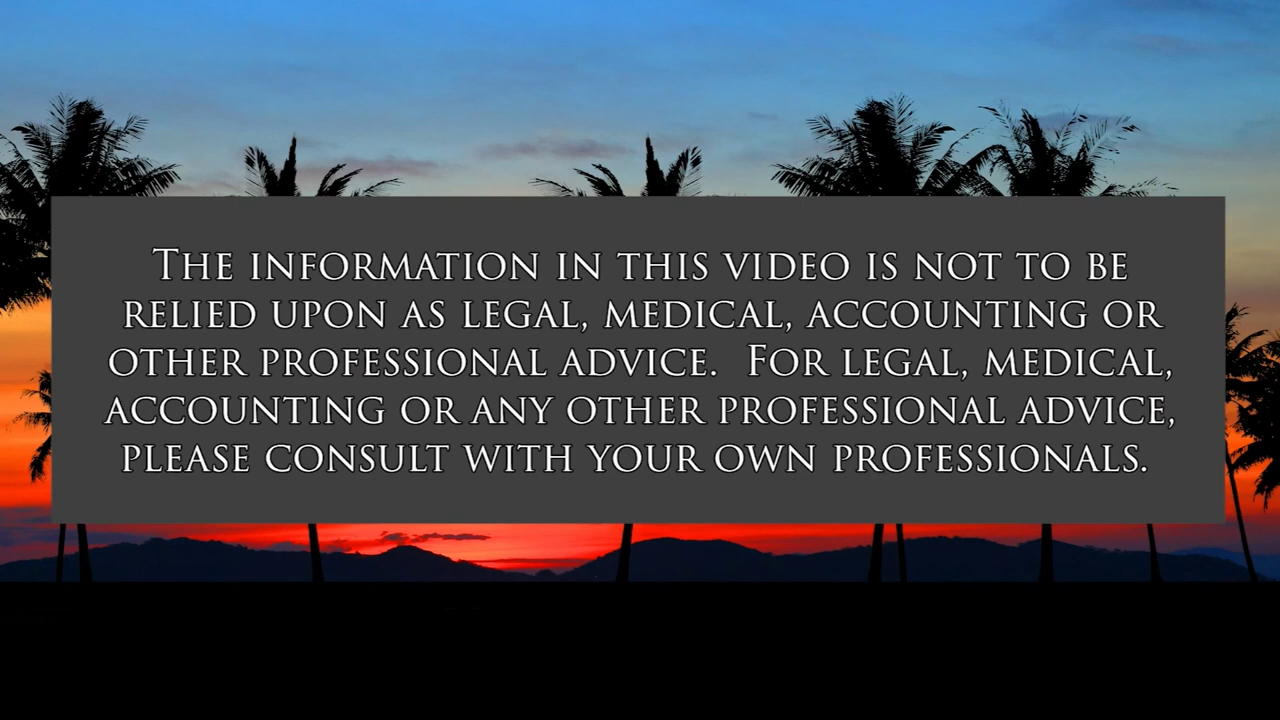 The information in this video is not to be
relied upon as legal, medical, accounting or
other professional advice.  For legal, medical,
accounting or any other professional advice,
please consult with your own professionals.